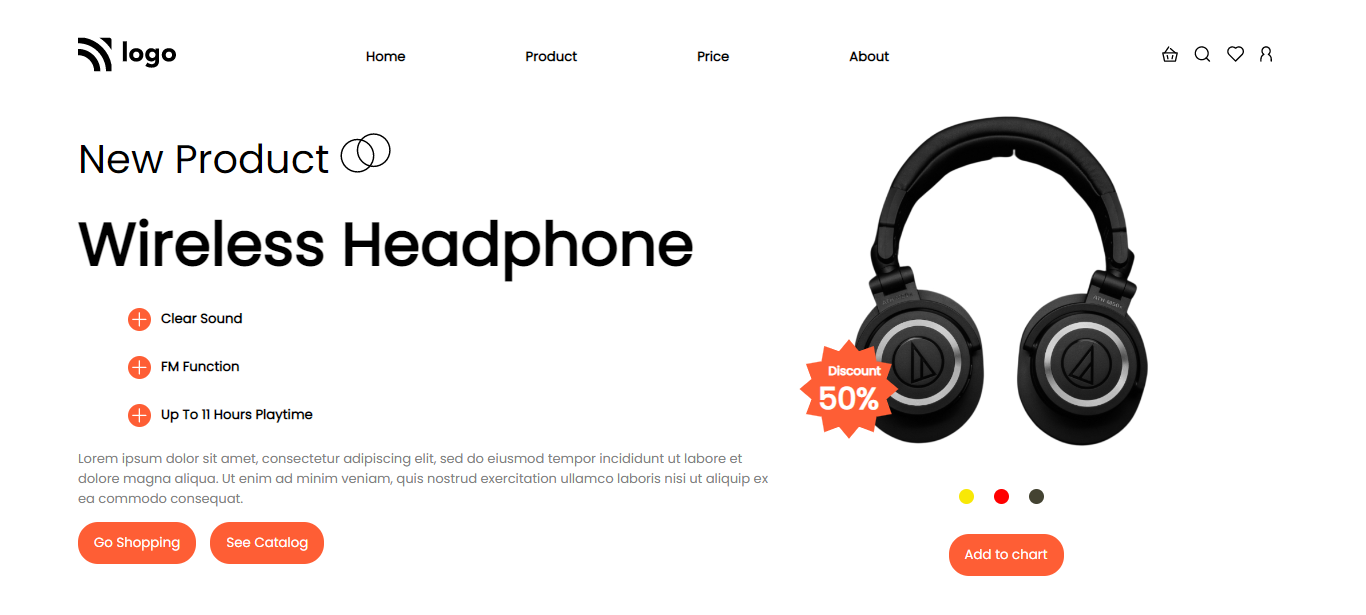 logo
Home
Product
Price
About
New Product
Wireless Headphone
Clear Sound
FM Function
Up To 11 Hours Playtime
Lorem ipsum dolor sit amet, consectetur adipiscing elit, sed do eiusmod tempor incididunt ut labore et
dolore magna aliqua. Ut enim ad minim veniam, quis nostrud exercitation ullamco laboris nisi ut aliquip ex
ea commodo consequat.
Go Shopping
See Catalog
Discount
50%
Add to chart